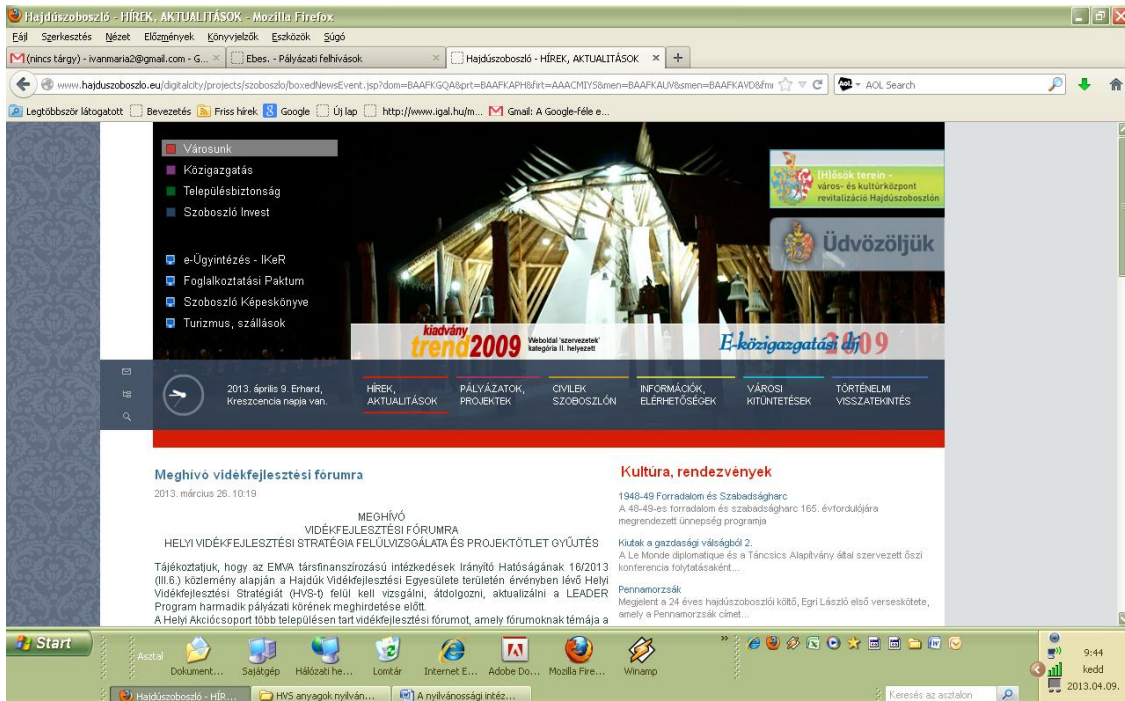 Hajdúszoboszló - HÍREK, AKTUALITÁSOK - Mozilla Firefox
Fájl Szerkesztés Nézet Előzmények Könyvjelzők Eszközök Súgó
(nincs tárgy) - ivanmaria2@gmail.com - G... Ebes. - Pályázati felhívások Hajdúszoboszló - HÍREK, AKTUALITÁSOK
www.hajduszoboszlo.eu/digitalcity/projects/szoboszlo/boxedNewsEvent.jsp?dom=BAAFKGQA&prt=BAAFKAPH&firt=AAACMIYS&men=BAAFKAUV&smen=BAAFKAVD&fmi AOL Search
Legtöbbször látogatott Bevezetés Friss hírek Google Új lap http://www.igal.hu/m... Gmail: A Google-féle e...
Városunk
Közigazgatás
Településbiztonság
Szoboszló Invest
e-Ügyintézés - IKeR
Foglalkoztatási Paktum
Szoboszló Képeskönyve
Turizmus, szállások
(H)ősök terein -
város- és kultúrközpont
revitalizáció Hajdúszoboszlón
Üdvözöljük
kiadvány
trend2009 Weboldal 'szervezetek'
kategória II. helyezett
E-közigazgatási díj 2009
2013. április 9. Erhard,
Kreszcencia napja van.
HÍREK,
AKTUALITÁSOK
PÁLYÁZATOK,
PROJEKTEK
CIVILEK
SZOBOSZLÓN
INFORMÁCIÓK,
ELÉRHETŐSÉGEK
VÁROSI
KITÜNTETÉSEK
TÖRTÉNELMI
VISSZATEKINTÉS
Meghívó vidékfejlesztési fórumra
2013. március 26. 10:19
MEGHÍVÓ
VIDÉKFEJLESZTÉSI FÓRUMRA
HELYI VIDÉKFEJLESZTÉSI STRATÉGIA FELÜLVIZSGÁLATA ÉS PROJEKTÖTLET GYŰJTÉS
Tájékoztatjuk, hogy az EMVA társfinanszírozású intézkedések Irányító Hatóságának 16/2013
(III.6.) közlemény alapján a Hajdúk Vidékfejlesztési Egyesülete területén érvényben lévő Helyi
Vidékfejlesztési Stratégiát (HVS-t) felül kell vizsgálni, átdolgozni, aktualizálni a LEADER
Program harmadik pályázati körének meghirdetése előtt.
A Helyi Akciócsoport több településen tart vidékfejlesztési fórumot, amely fórumoknak témája a
Kultúra, rendezvények
1948-49 Forradalom és Szabadságharc
A 48-49-es forradalom és szabadságharc 165. évfordulójára
megrendezett ünnepség programja
Kiutak a gazdasági válságból 2.
A Le Monde diplomatique és a Táncsics Alapítvány által szervezett őszi
konferencia folytatásaként...
Pennamorzsák
Megjelent a 24 éves hajdúszoboszlói költő, Egri László első verseskötete,
amely a Pennamorzsák címet...
Start
Asztal
Dokument... Sajátgép Hálózati he... Lomtár Internet E... Adobe Do... Mozilla Fire... Winamp
Hajdúszoboszló - HÍR... HVS anyagok nyilván... A nyilvánossági intéz... Keresés az asztalon
9:44
kedd
2013.04.09.